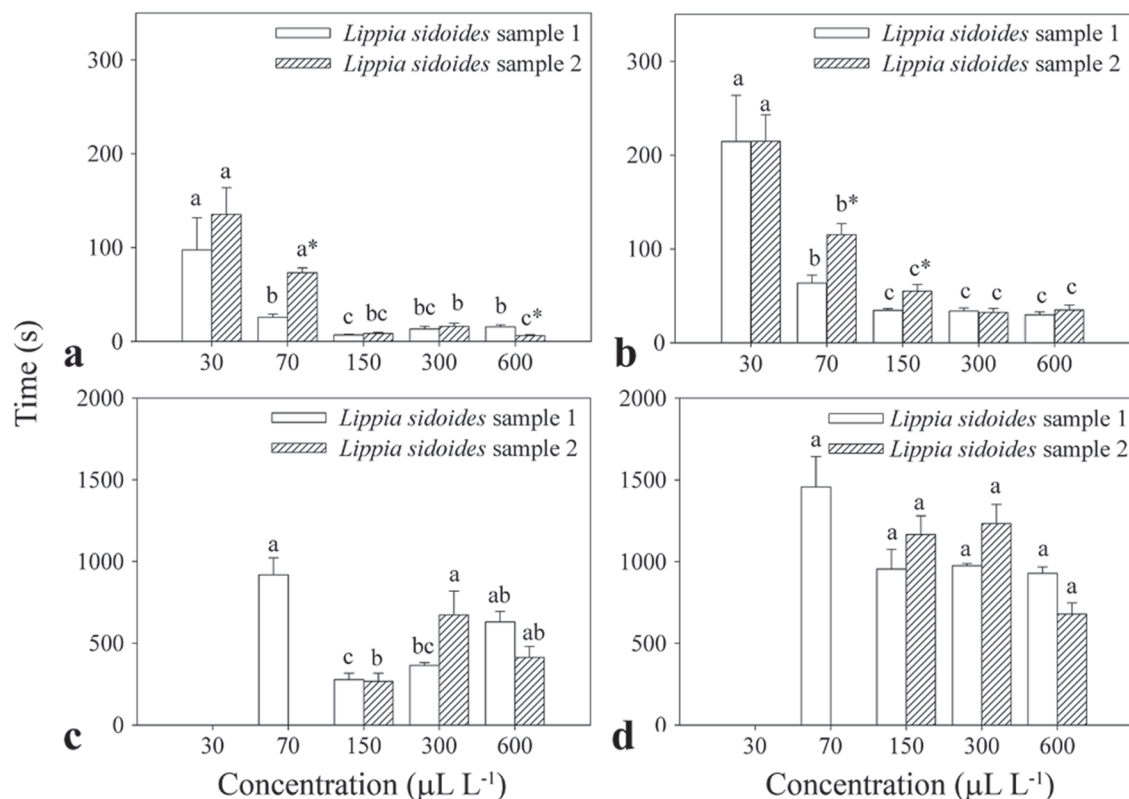 Time (s)
Lippia sidoides sample 1
Lippia sidoides sample 2
300
200
100
0
a a b a* c bc bc b b c*
30 70 150 300 600
a
Lippia sidoides sample 1
Lippia sidoides sample 2
300
200
100
0
a a b b* c c* c c c c
30 70 150 300 600
b
2000
1500
1000
500
0
Lippia sidoides sample 1
Lippia sidoides sample 2
a c b bc a ab ab
30 70 150 300 600
c
Concentration (μL L⁻¹)
2000
1500
1000
500
0
Lippia sidoides sample 1
Lippia sidoides sample 2
a a a a a a a
30 70 150 300 600
d
Concentration (μL L⁻¹)